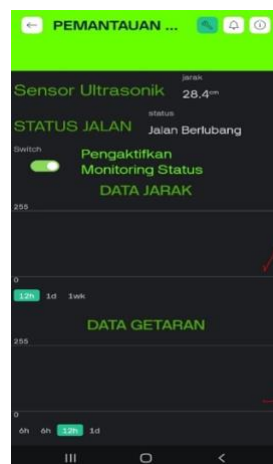 PEMANTAUAN ...
jarak
Sensor Ultrasonik 28.4cm
status
STATUS JALAN Jalan Berlubang
Switch
Pengaktifkan
Monitoring Status
DATA JARAK
255
0
12h 1d 1wk
DATA GETARAN
255
0
6h 6h 12h 1d